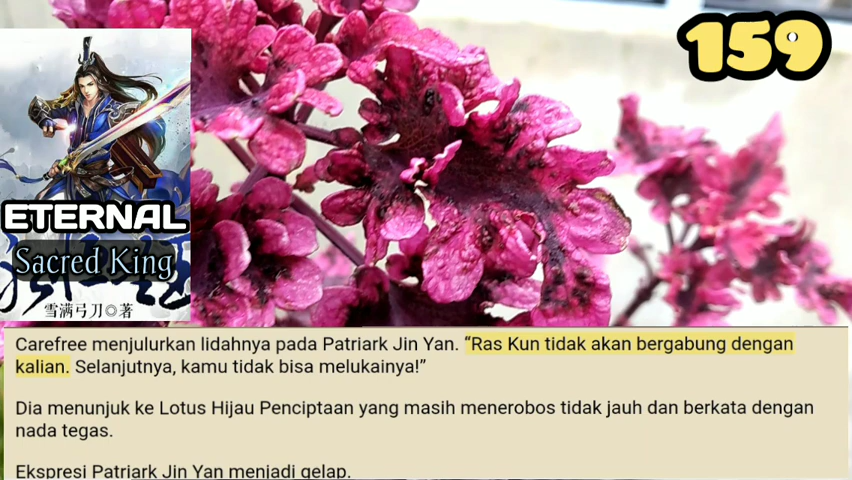 159
ETERNAL
Sacred King
雪满弓刀◎著
Carefree menjulurkan lidahnya pada Patriark Jin Yan. “Ras Kun tidak akan bergabung dengan
kalian. Selanjutnya, kamu tidak bisa melukainya!”
Dia menunjuk ke Lotus Hijau Penciptaan yang masih menerobos tidak jauh dan berkata dengan
nada tegas.
Ekspresi Patriark Jin Yan menjadi gelap.